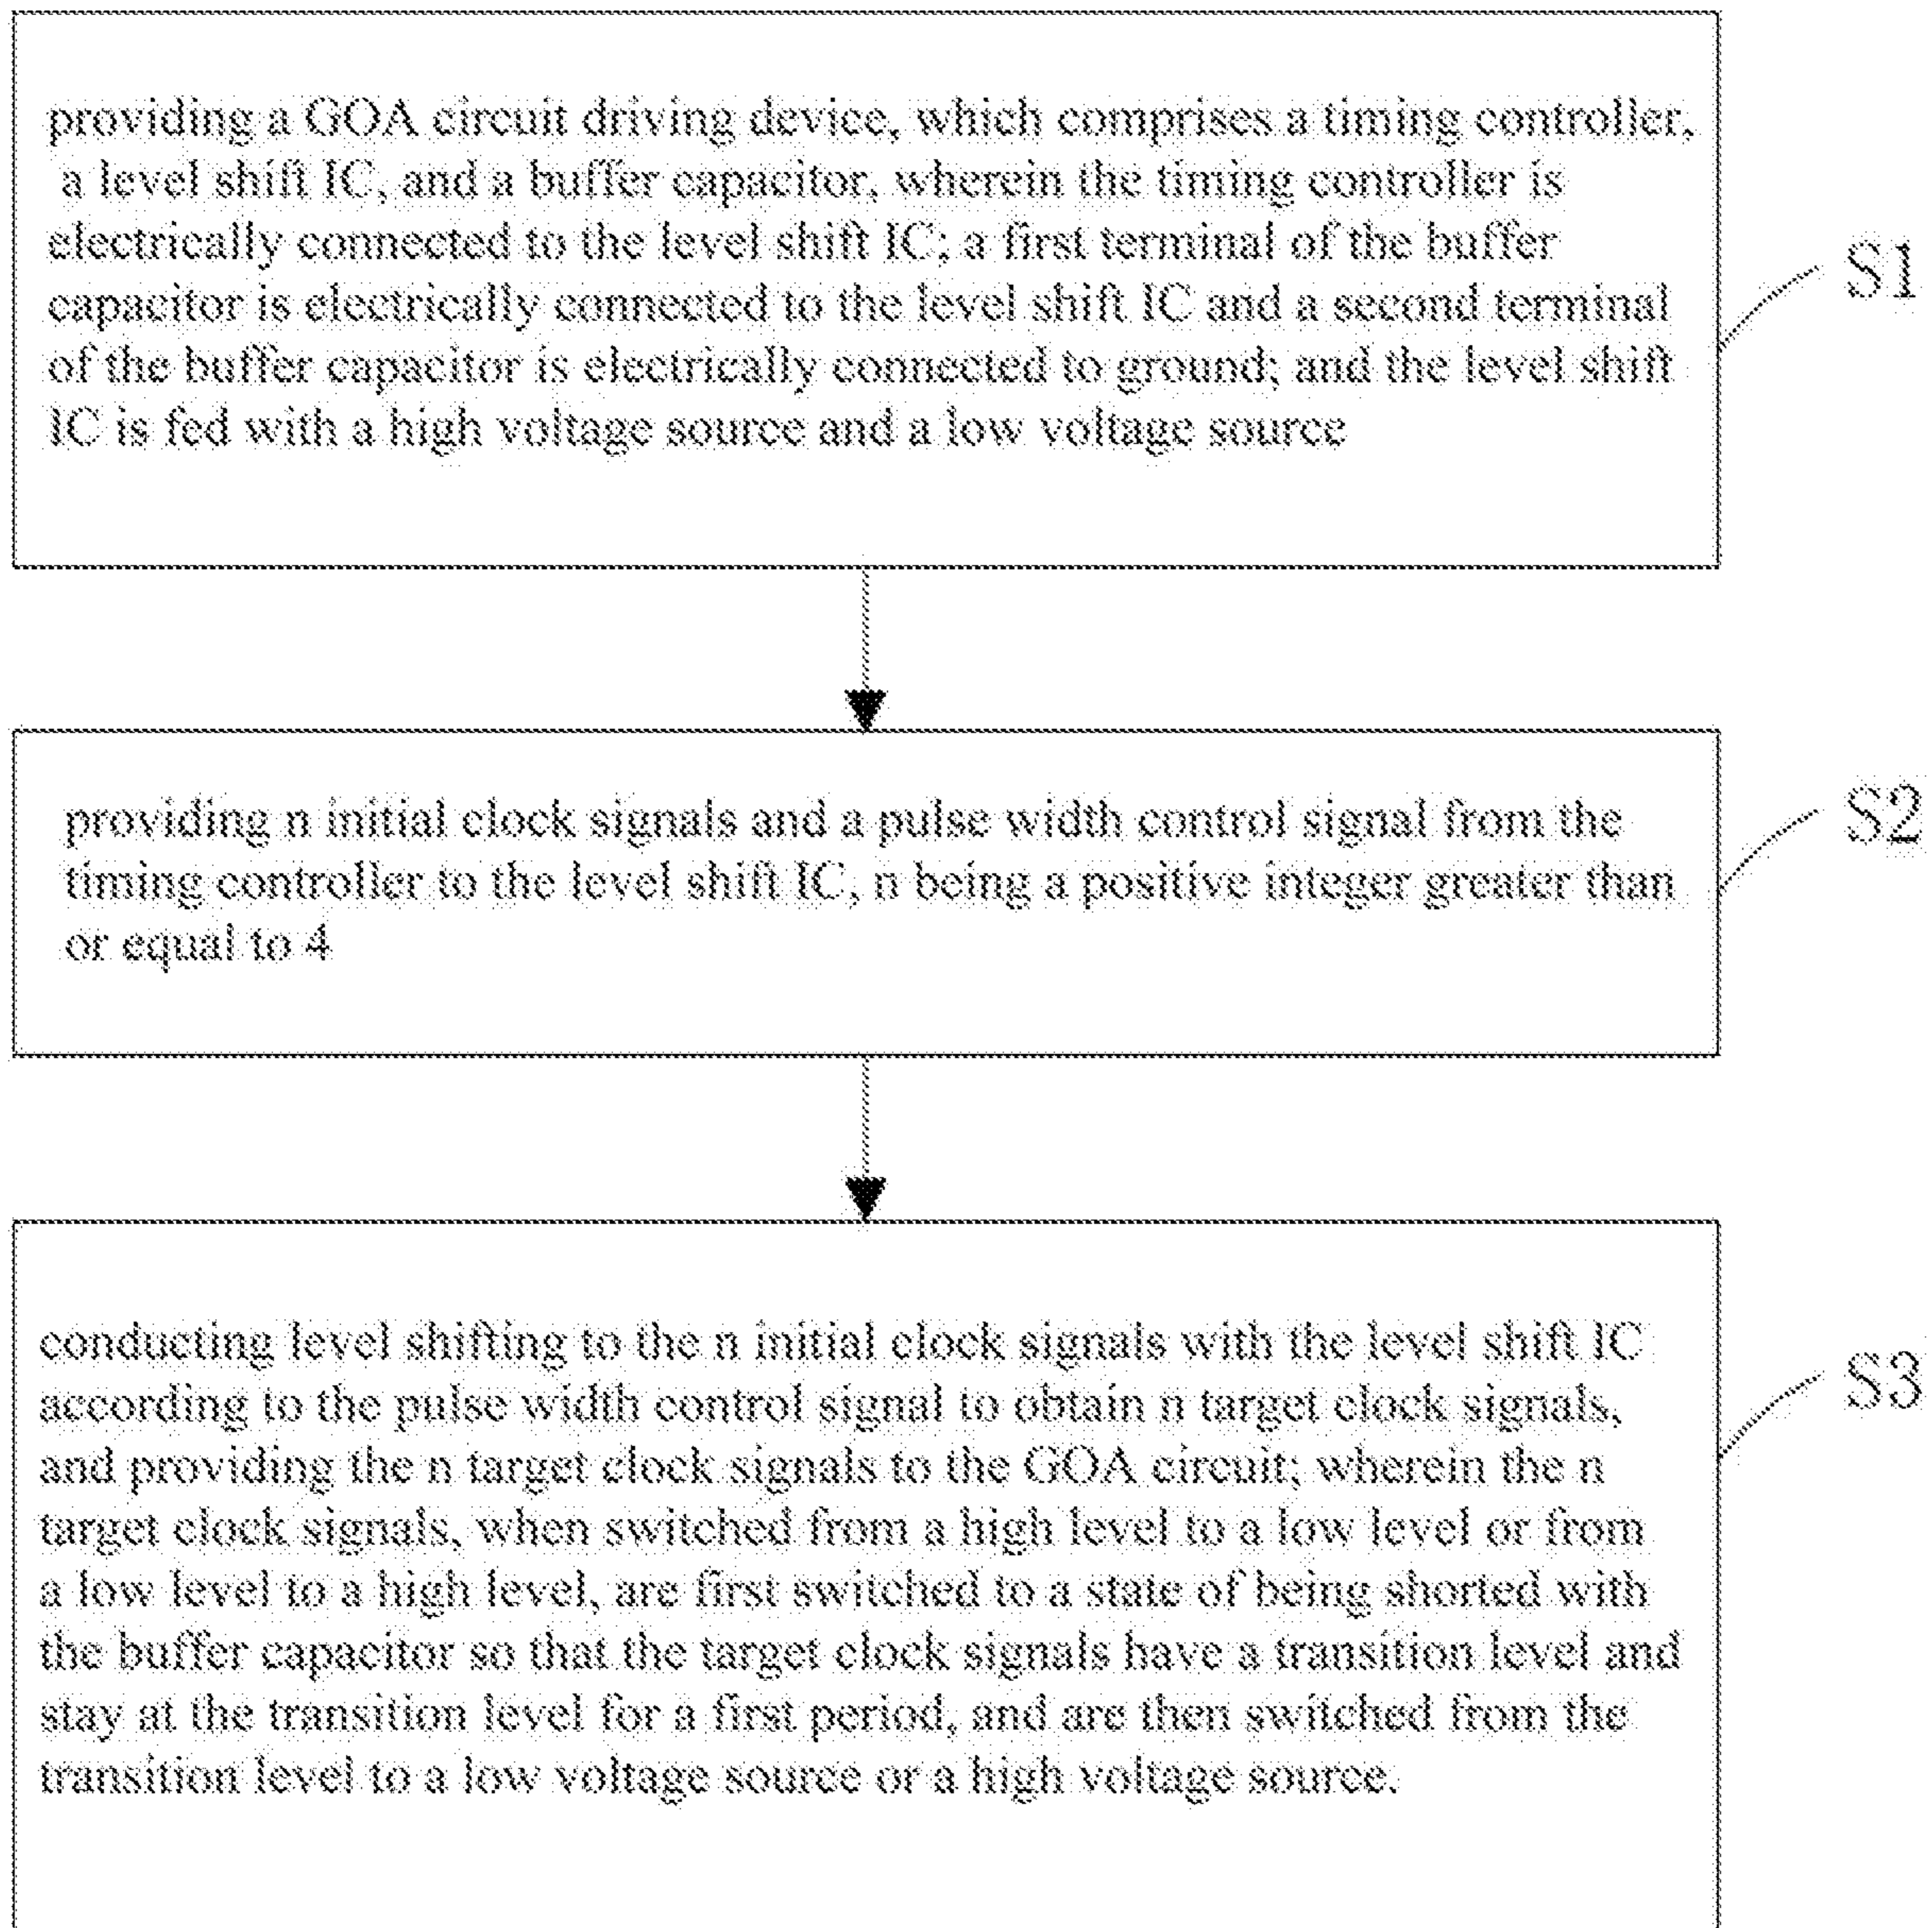 providing a GOA circuit driving device, which comprises a timing controller,
a level shift IC, and a buffer capacitor, wherein the timing controller is
electrically connected to the level shift IC; a first terminal of the buffer
capacitor is electrically connected to the level shift IC and a second terminal
of the buffer capacitor is electrically connected to ground; and the level shift
IC is fed with a high voltage source and a low voltage source
S1
providing n initial clock signals and a pulse width control signal from the
timing controller to the level shift IC, n being a positive integer greater than
or equal to 4
S2
conducting level shifting to the n initial clock signals with the level shift IC
according to the pulse width control signal to obtain n target clock signals,
and providing the n target clock signals to the GOA circuit; wherein the n
target clock signals, when switched from a high level to a low level or from
a low level to a high level, are first switched to a state of being shorted with
the buffer capacitor so that the target clock signals have a transition level and
stay at the transition level for a first period, and are then switched from the
transition level to a low voltage source or a high voltage source.
S3